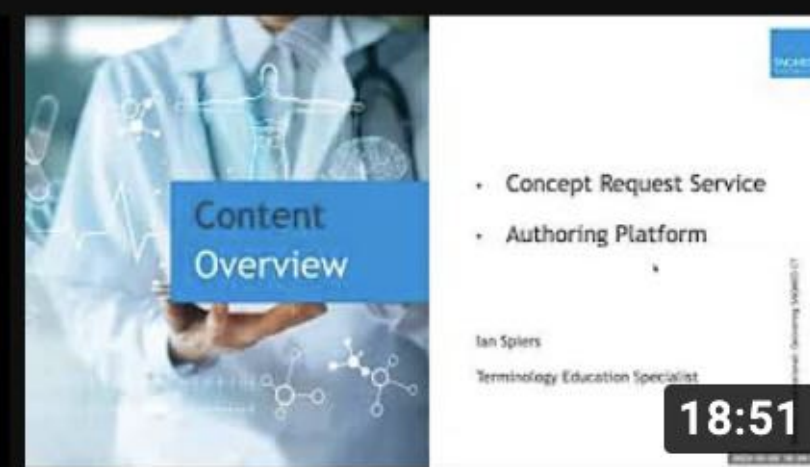 Content
Overview
Concept Request Service
Authoring Platform
Ian Spiers
Terminology Education Specialist
18:51